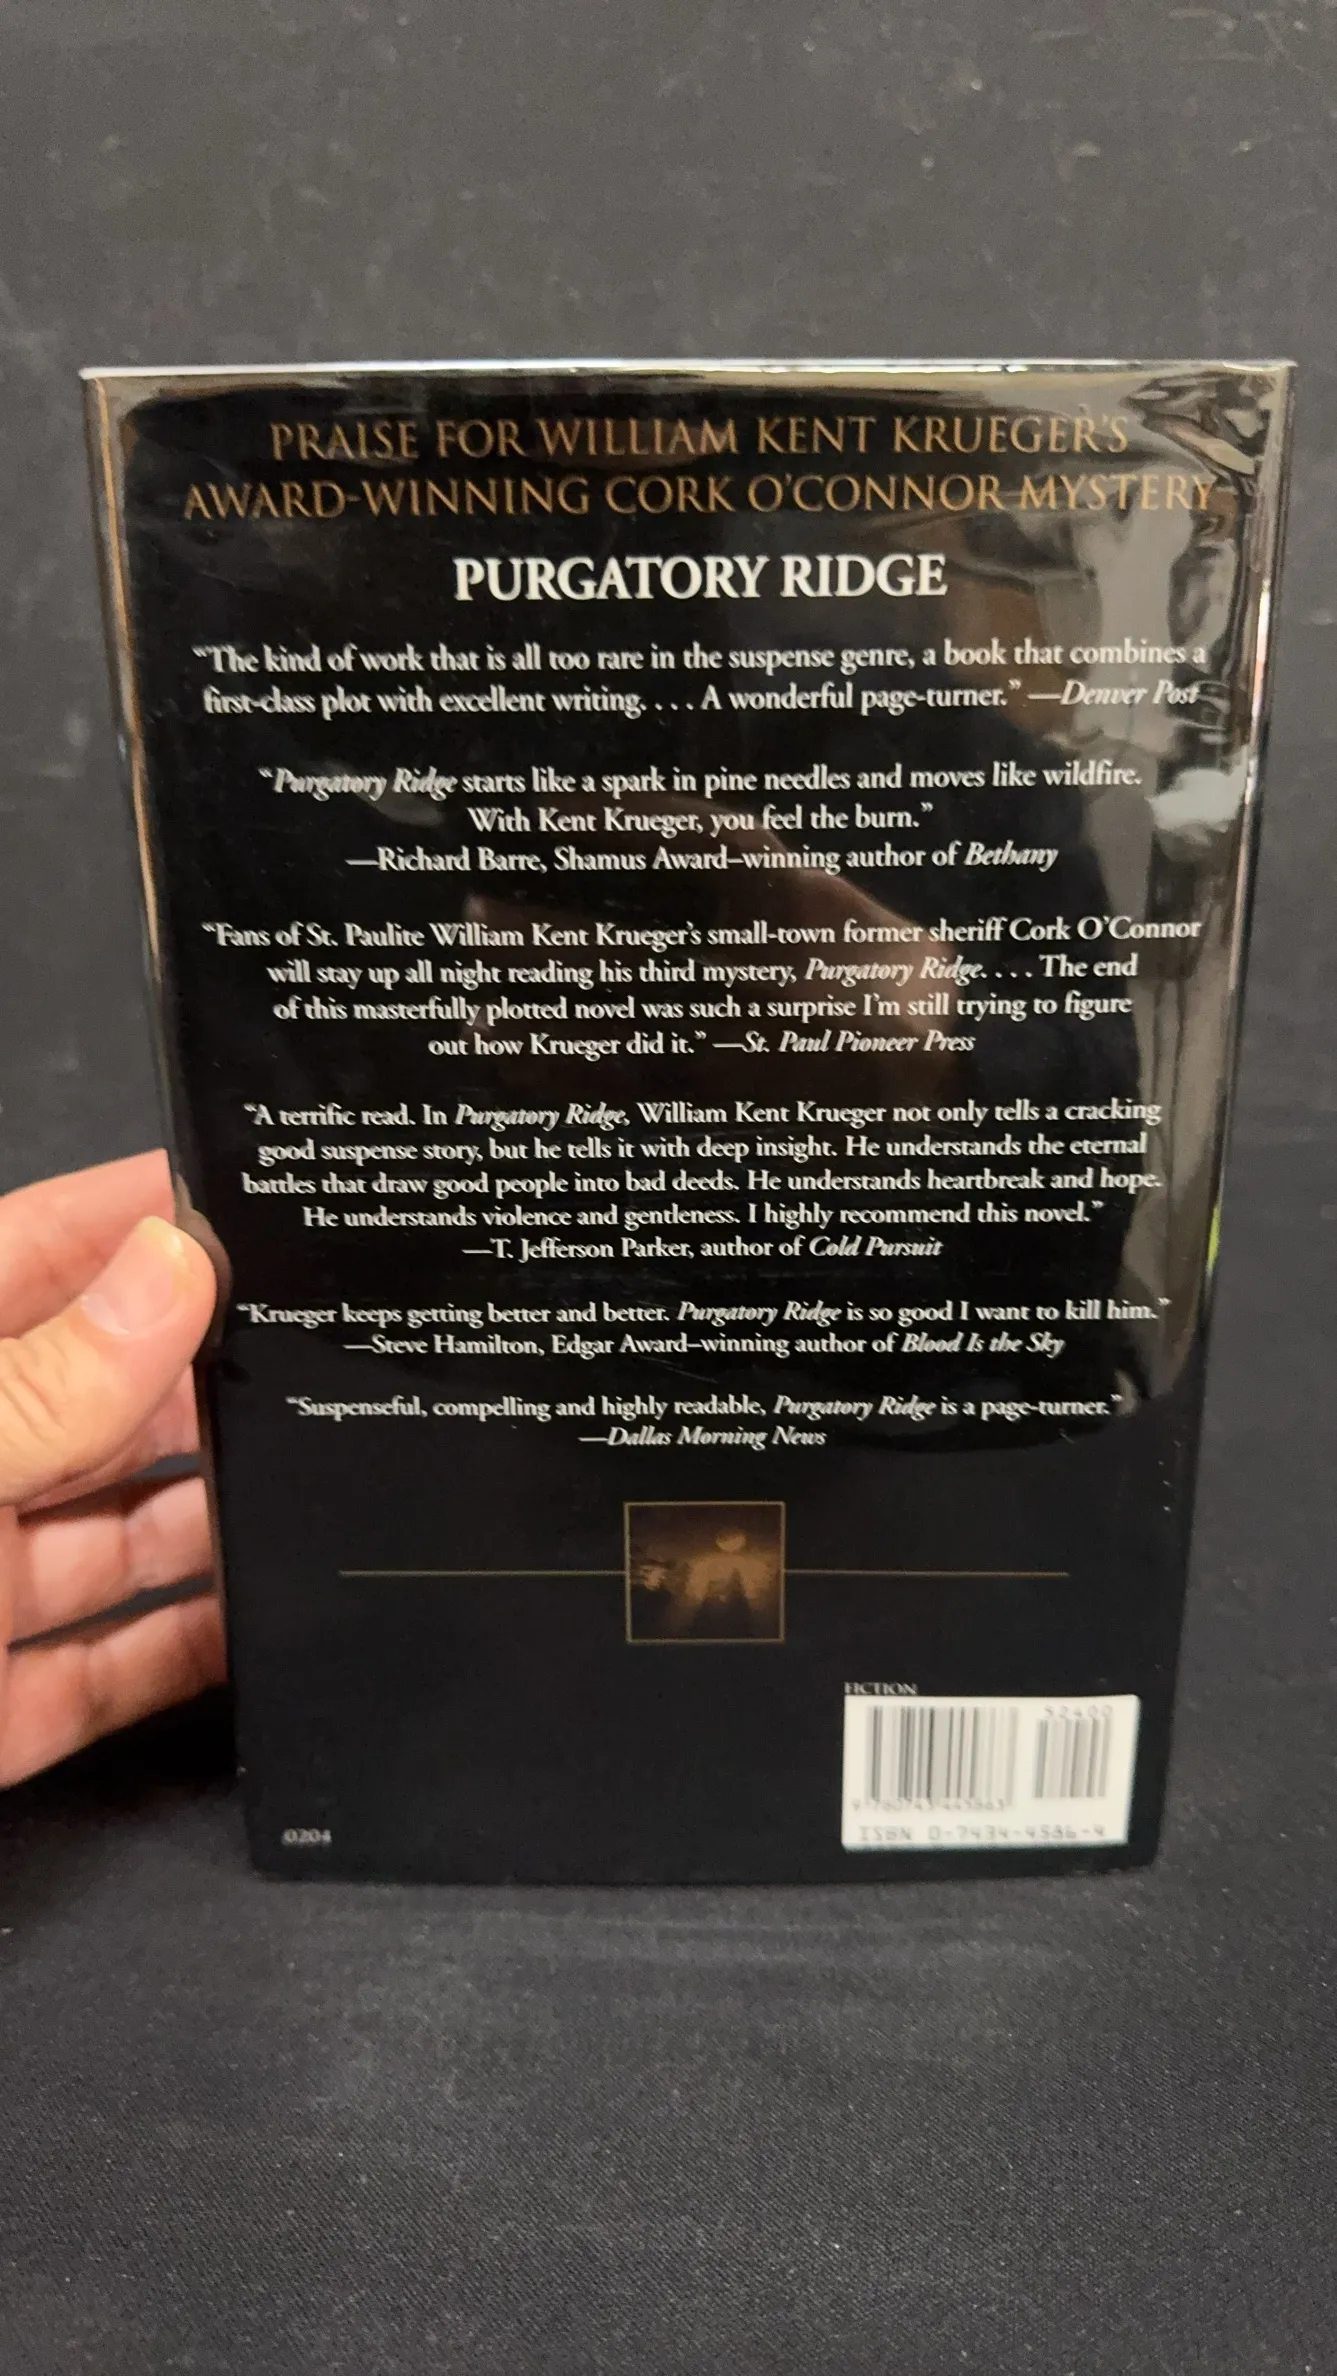 PRAISE FOR WILLIAM KENT KRUEGER'S
AWARD-WINNING CORK O'CONNOR MYSTERY
PURGATORY RIDGE
“The kind of work that is all too rare in the suspense genre, a book that combines a
first-class plot with excellent writing. . . . A wonderful page-turner.” —Denver Post
“Purgatory Ridge starts like a spark in pine needles and moves like wildfire.
With Kent Krueger, you feel the burn.”
—Richard Barre, Shamus Award–winning author of Bethany
“Fans of St. Paulite William Kent Krueger's small-town former sheriff Cork O'Connor
will stay up all night reading his third mystery, Purgatory Ridge. . . . The end
of this masterfully plotted novel was such a surprise I'm still trying to figure
out how Krueger did it.” —St. Paul Pioneer Press
“A terrific read. In Purgatory Ridge, William Kent Krueger not only tells a cracking
good suspense story, but he tells it with deep insight. He understands the eternal
battles that draw good people into bad deeds. He understands heartbreak and hope.
He understands violence and gentleness. I highly recommend this novel.”
—T. Jefferson Parker, author of Cold Pursuit
“Krueger keeps getting better and better. Purgatory Ridge is so good I want to kill him.”
—Steve Hamilton, Edgar Award–winning author of Blood Is the Sky
“Suspenseful, compelling and highly readable, Purgatory Ridge is a page-turner.”
—Dallas Morning News
FICTION
52400
ISBN 0-7434-4586-4
0204